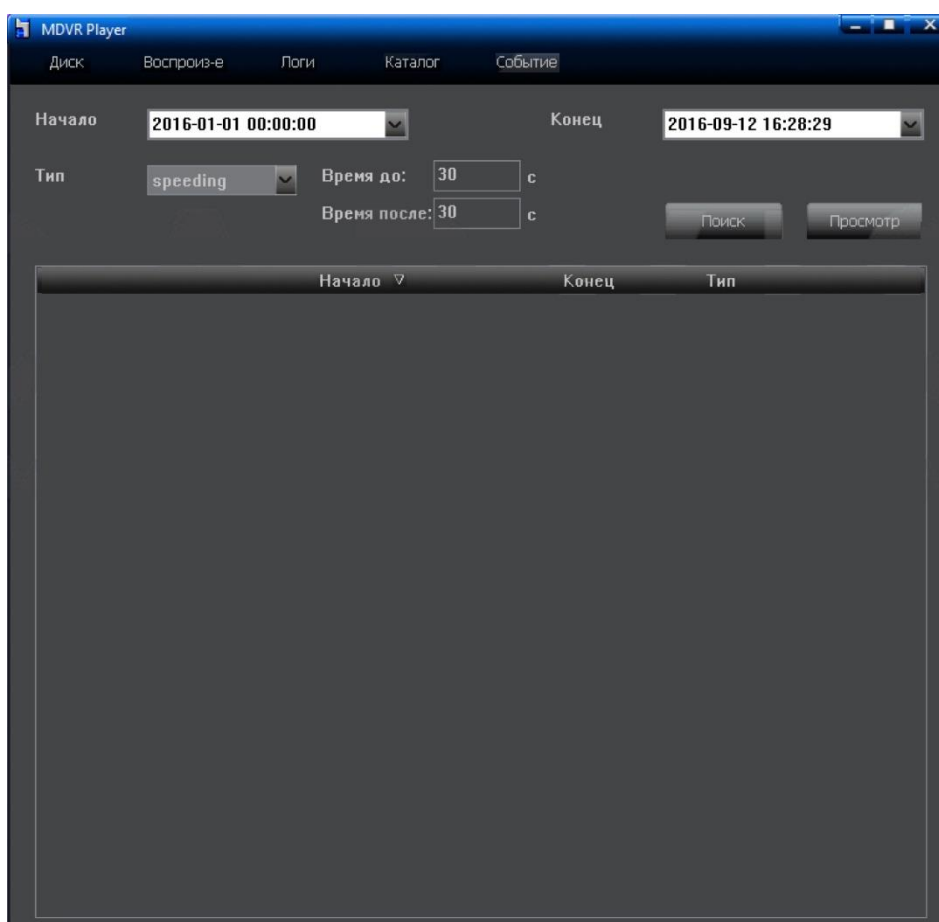 MDVR Player
Диск Воспроиз-е Логи Каталог Событие
Начало 2016-01-01 00:00:00 Конец 2016-09-12 16:28:29
Тип speeding Время до: 30 с
Время после: 30 с Поиск Просмотр
Начало Конец Тип